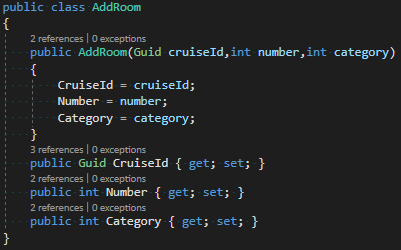 public class AddRoom
{
2 references | 0 exceptions
public AddRoom(Guid cruiseId,int number,int category)
{
CruiseId = cruiseId;
Number = number;
Category = category;
}
3 references | 0 exceptions
public Guid CruiseId { get; set; }
2 references | 0 exceptions
public int Number { get; set; }
2 references | 0 exceptions
public int Category { get; set; }
}